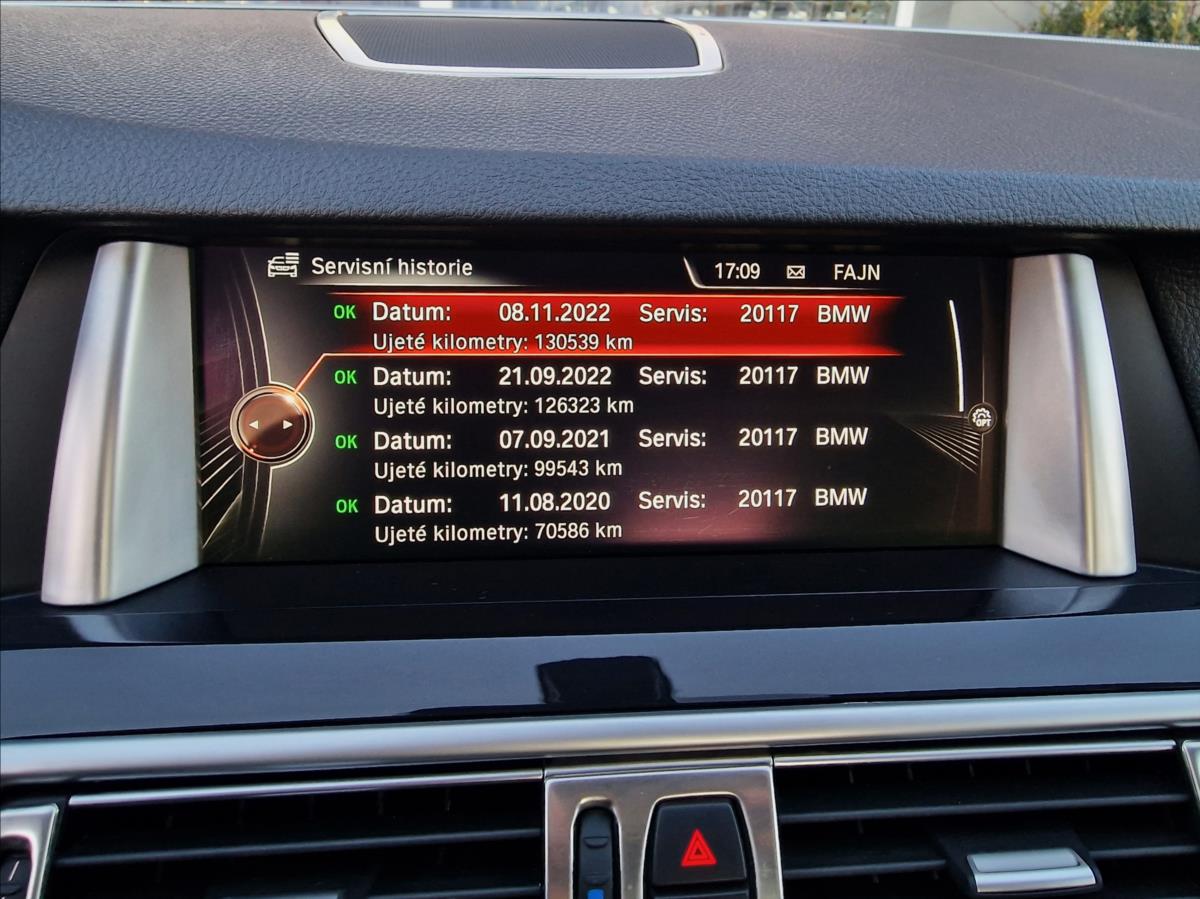 Servisní historie 17:09 FAJN
OK Datum: 08.11.2022 Servis: 20117 BMW
Ujeté kilometry: 130539 km
OK Datum: 21.09.2022 Servis: 20117 BMW
Ujeté kilometry: 126323 km
OK Datum: 07.09.2021 Servis: 20117 BMW
Ujeté kilometry: 99543 km
OPT
OK Datum: 11.08.2020 Servis: 20117 BMW
Ujeté kilometry: 70586 km